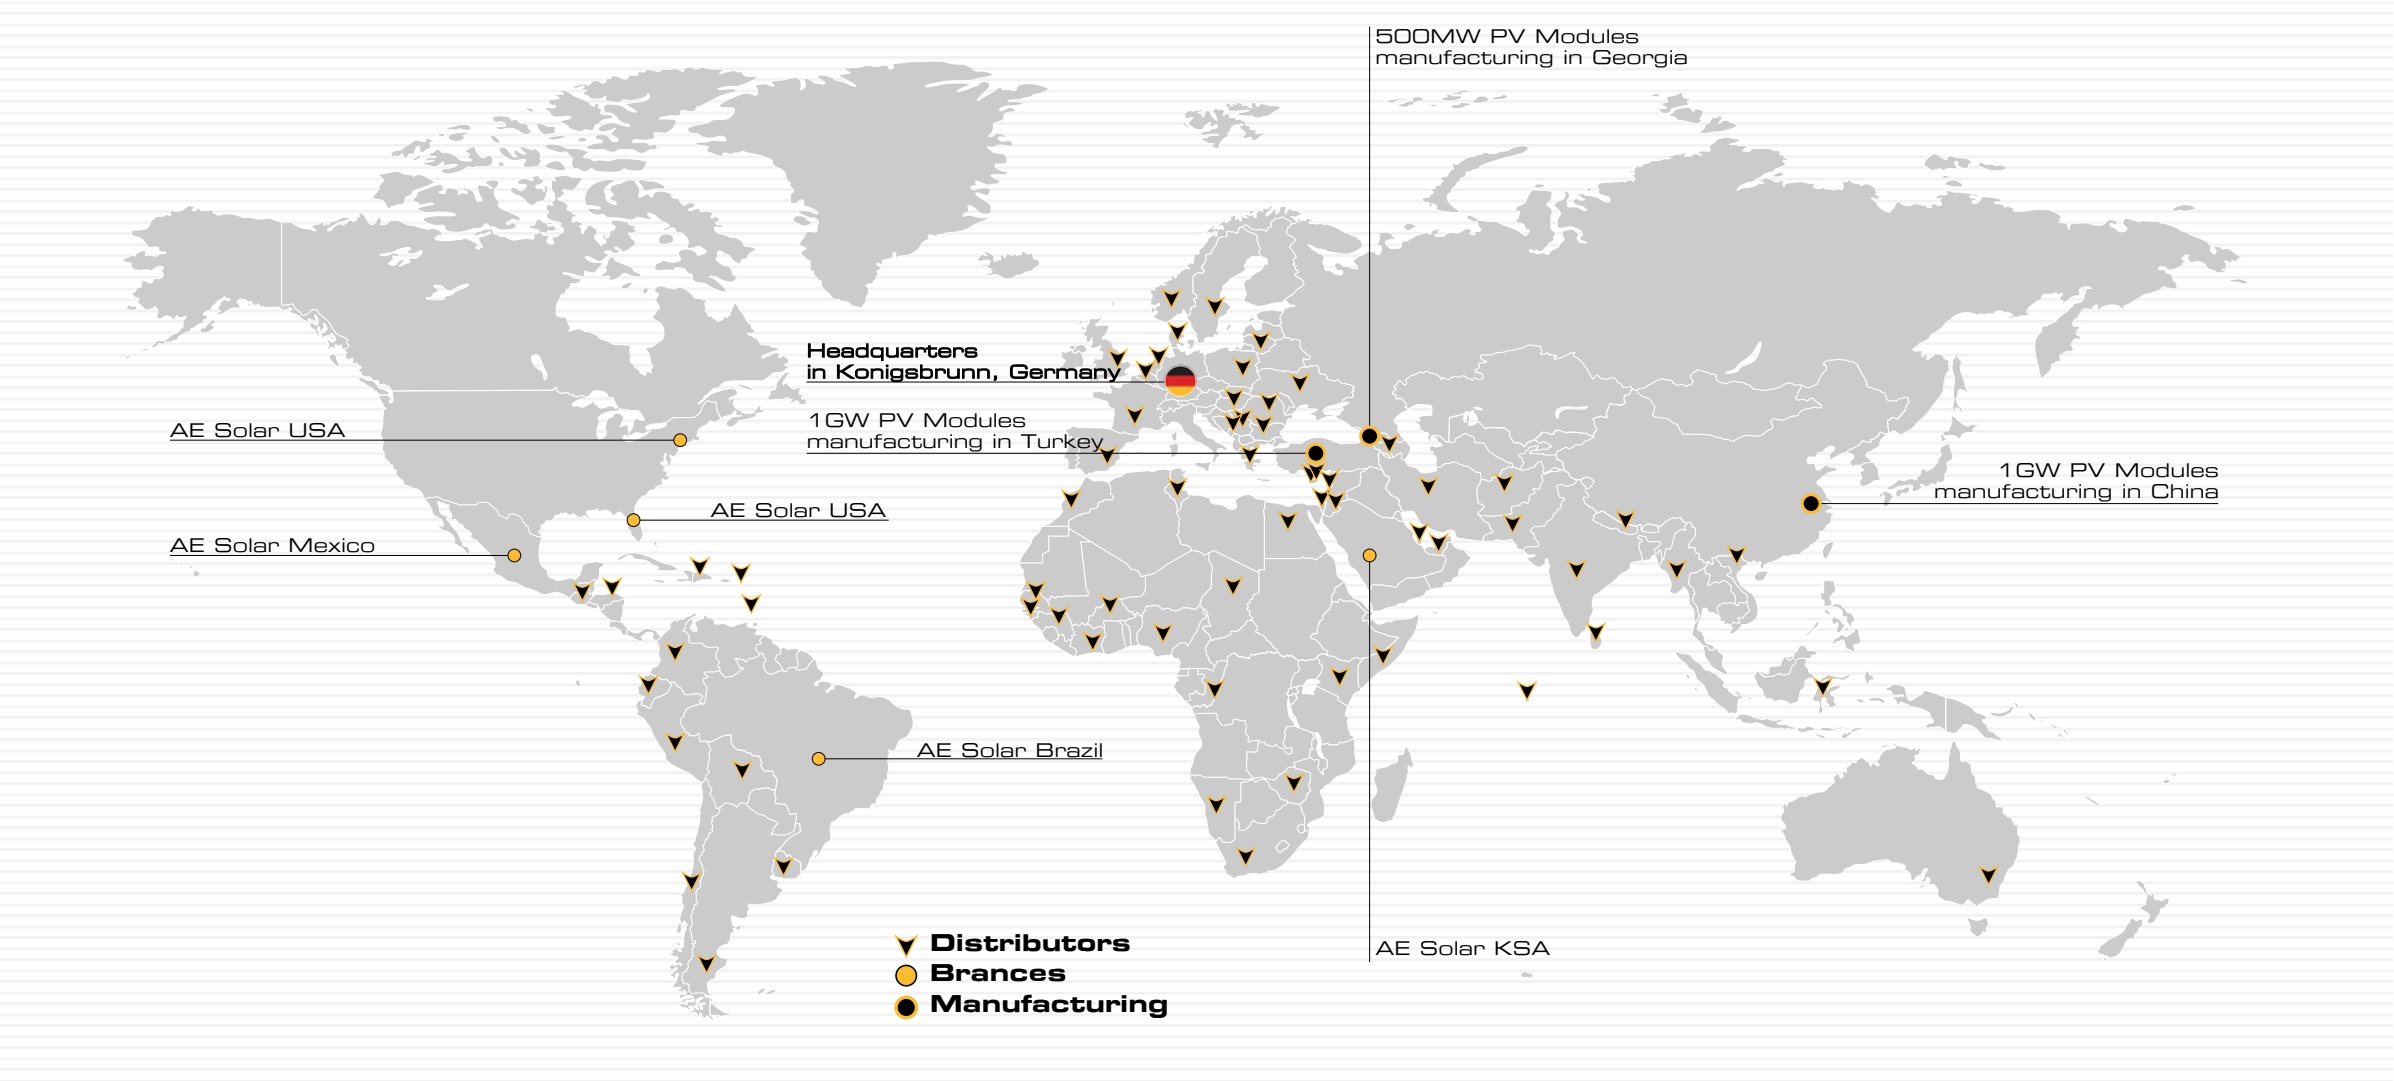 500MW PV Modules
manufacturing in Georgia
Headquarters
in Konigsbrunn, Germany
1GW PV Modules
manufacturing in Turkey
AE Solar USA
1GW PV Modules
manufacturing in China
AE Solar USA
AE Solar Mexico
AE Solar Brazil
AE Solar KSA
Distributors
Brances
Manufacturing